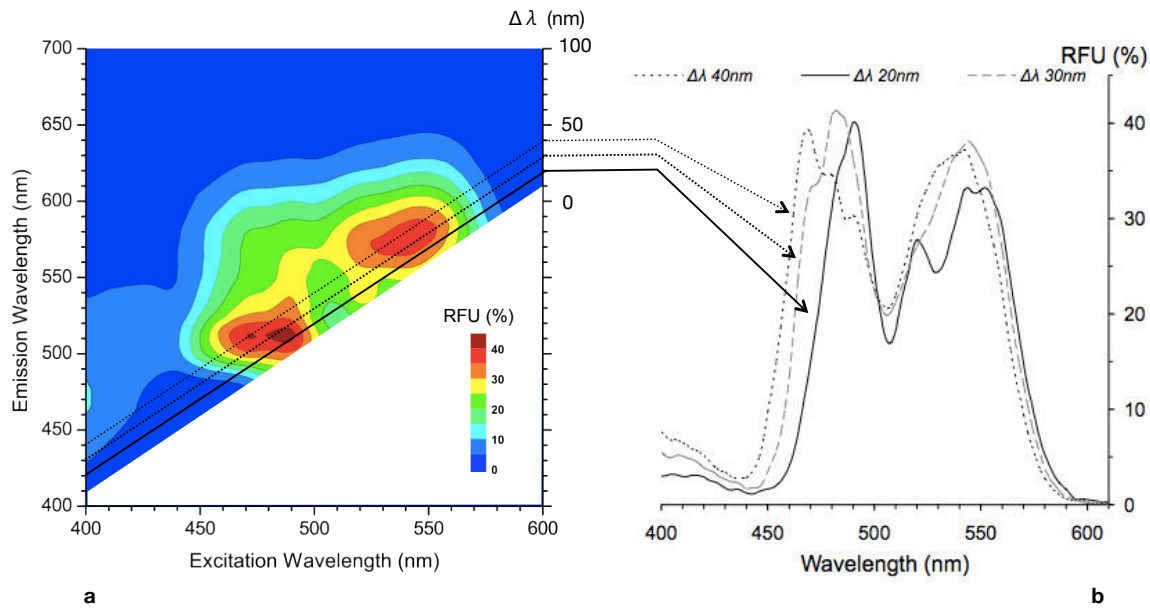 Δ λ (nm)
700
650
600
550
500
450
400
Emission Wavelength (nm)
100
50
0
RFU (%)
40
30
20
10
0
400
450
500
550
600
Excitation Wavelength (nm)
a
RFU (%)
Δλ 40nm
Δλ 20nm
Δλ 30nm
40
30
20
10
0
400
450
500
550
600
Wavelength (nm)
b